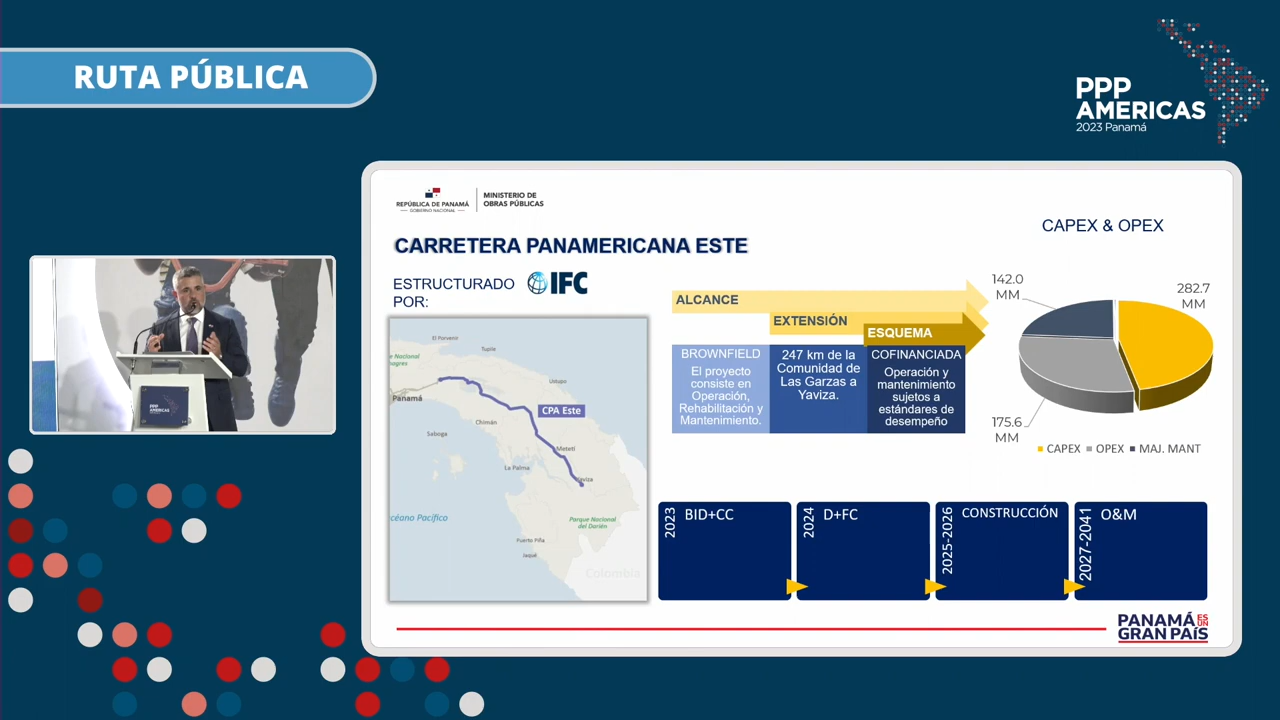 RUTA PÚBLICA
PPP
AMERICAS
2023 Panamá
REPÚBLICA DE PANAMÁ
— GOBIERNO NACIONAL —
MINISTERIO DE
OBRAS PÚBLICAS
CARRETERA PANAMERICANA ESTE
CAPEX & OPEX
ESTRUCTURADO
POR:
IFC
El Porvenir
Tupile
Ustupo
Panamá
CPA Este
Chimán
Saboga
Metetí
La Palma
Yaviza
céano Pacífico
Parque Nacional
del Darién
Puerto Piña
Jaqué
Colombia
ALCANCE
EXTENSIÓN
ESQUEMA
BROWNFIELD
El proyecto
consiste en
Operación,
Rehabilitación y
Mantenimiento.
247 km de la
Comunidad de
Las Garzas a
Yaviza.
COFINANCIADA
Operación y
mantenimiento
sujetos a
estándares de
desempeño
142.0
MM
282.7
MM
175.6
MM
CAPEX OPEX MAJ. MANT
2023 BID+CC
2024 D+FC
2025-2026 CONSTRUCCIÓN
2027-2041 O&M
PANAMÁ ES UN
GRAN PAÍS
PPP
AMERICAS